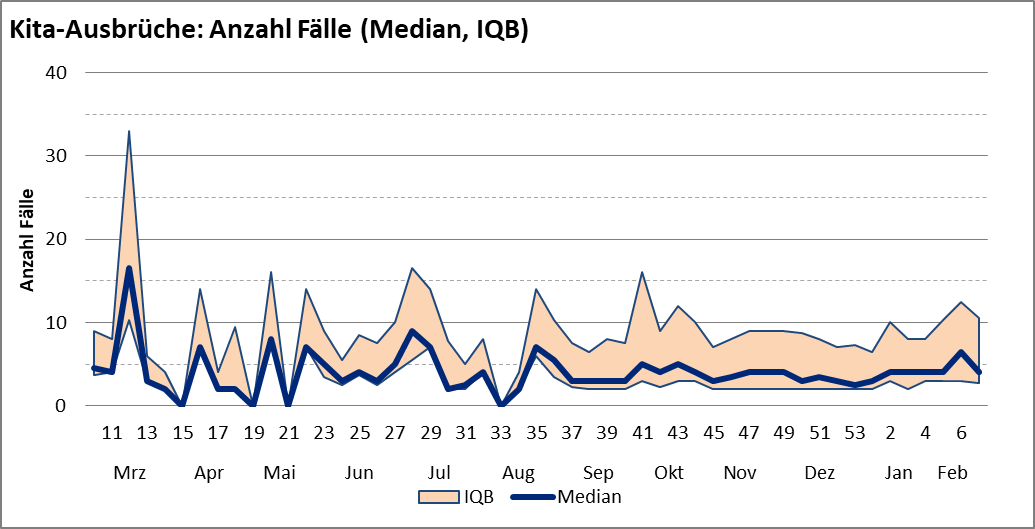 Kita-Ausbrüche: Anzahl Fälle (Median, IQB)
40
30
20
10
0
Anzahl Fälle
11 13 15 17 19 21 23 25 27 29 31 33 35 37 39 41 43 45 47 49 51 53 2 4 6
Mrz Apr Mai Jun Jul Aug Sep Okt Nov Dez Jan Feb
IQB Median